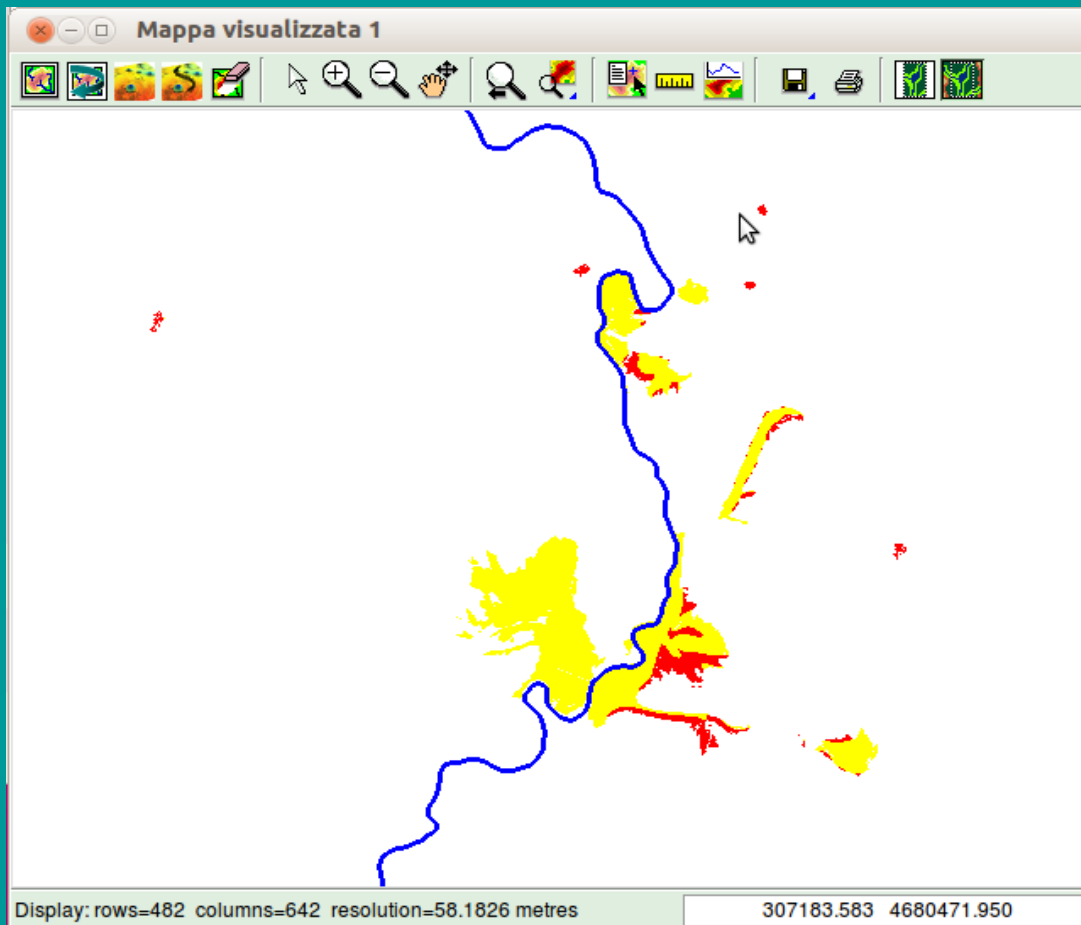 Mappa visualizzata 1
Display: rows=482 columns=642 resolution=58.1826 metres
307183.583 4680471.950